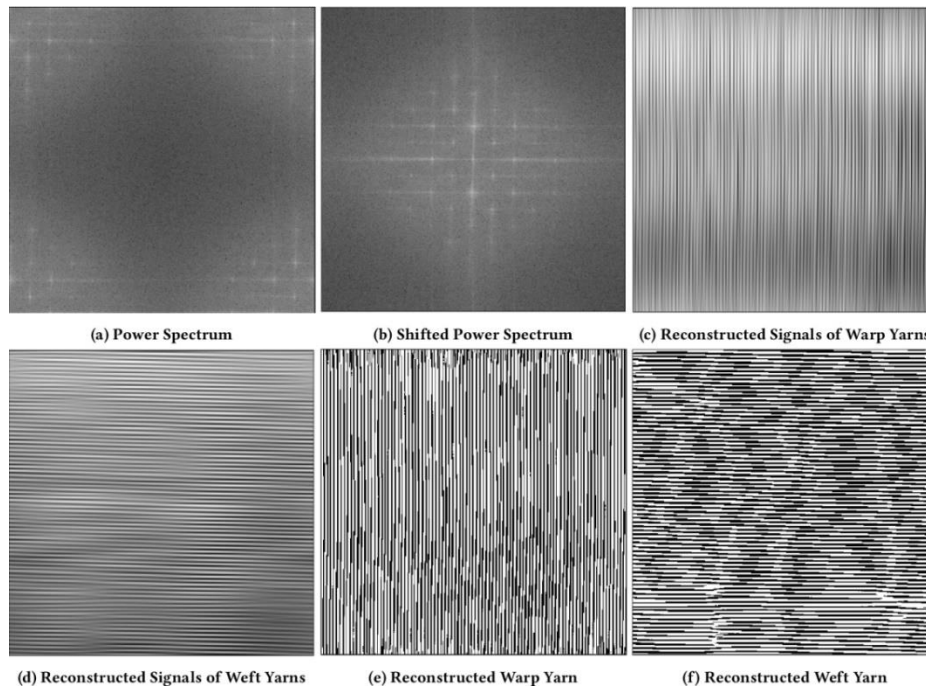 (a) Power Spectrum
(b) Shifted Power Spectrum
(c) Reconstructed Signals of Warp Yarns
(d) Reconstructed Signals of Weft Yarns
(e) Reconstructed Warp Yarn
(f) Reconstructed Weft Yarn